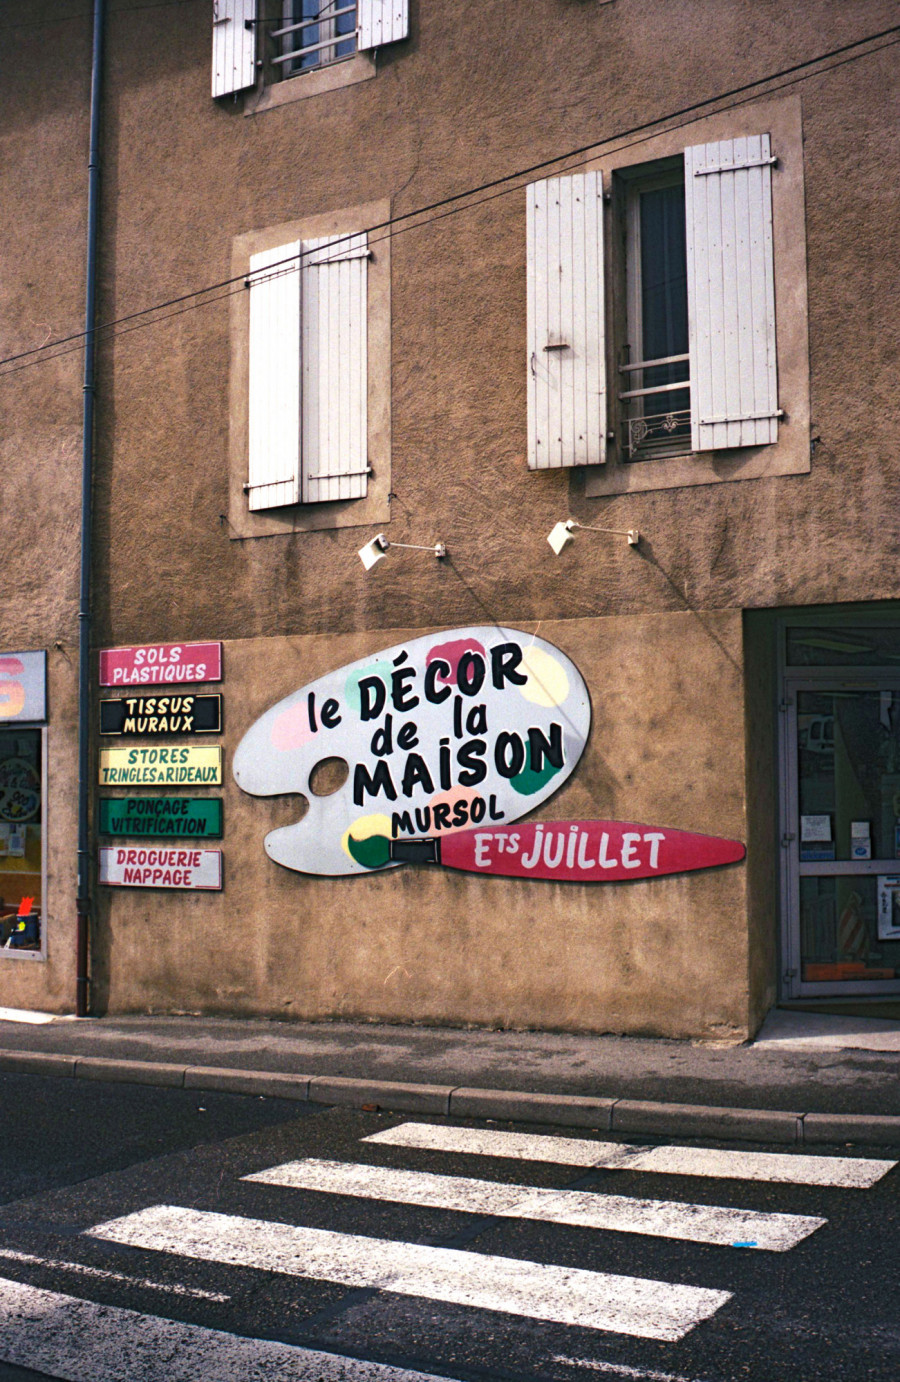 SOLS
PLASTIQUES
TISSUS
MURAUX
STORES
TRINGLES A RIDEAUX
PONÇAGE
VITRIFICATION
DROGUERIE
NAPPAGE
le DÉCOR
de la
MAiSON
MURSOL
ETS JUiLLET